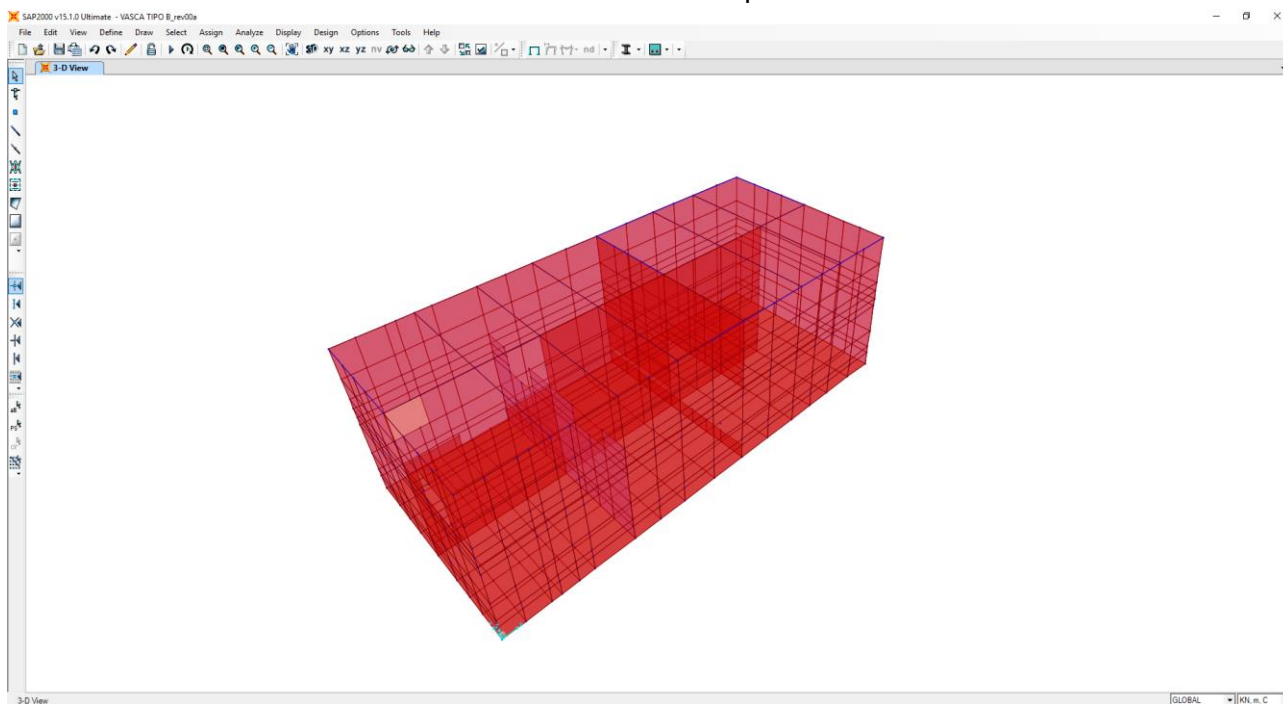 SAP2000 v15.1.0 Ultimate - VASCA TIPO B_rev00a
File Edit View Define Draw Select Assign Analyze Display Design Options Tools Help
xy xz yz nv nd
3-D View
3-D View GLOBAL KN, m, C